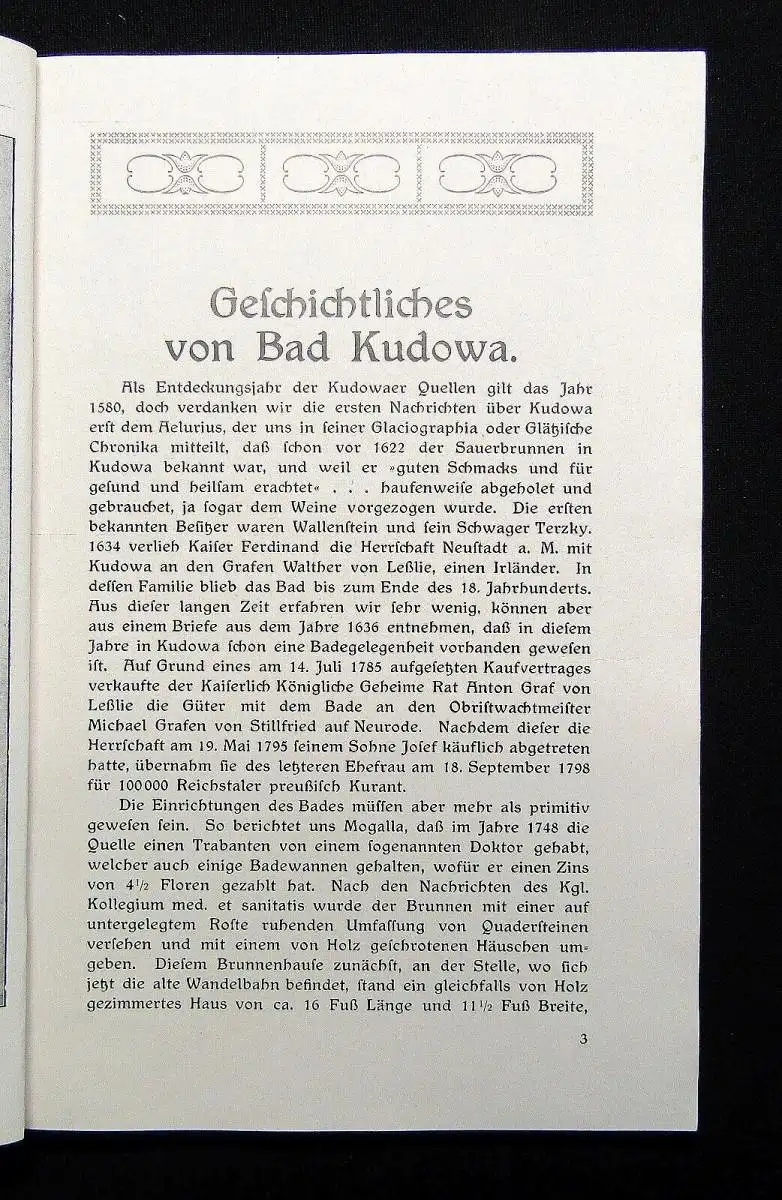 Geſchichtliches
von Bad Kudowa.
Als Entdeckungsjahr der Kudowaer Quellen gilt das Jahr
1580, doch verdanken wir die erſten Nachrichten über Kudowa
erſt dem Aelurius, der uns in ſeiner Glaciographia oder Glätziſche
Chronika mitteilt, daß ſchon vor 1622 der Sauerbrunnen in
Kudowa bekannt war, und weil er »guten Schmacks und für
geſund und heilſam erachtet« . . . haufenweiſe abgeholet und
gebrauchet, ja ſogar dem Weine vorgezogen wurde. Die erſten
bekannten Beſitzer waren Wallenſtein und ſein Schwager Terzky.
1634 verlieh Kaiſer Ferdinand die Herrſchaft Neuſtadt a. M. mit
Kudowa an den Grafen Walther von Leßlie, einen Irländer. In
deſſen Familie blieb das Bad bis zum Ende des 18. Jahrhunderts.
Aus dieſer langen Zeit erfahren wir ſehr wenig, können aber
aus einem Briefe aus dem Jahre 1636 entnehmen, daß in dieſem
Jahre in Kudowa ſchon eine Badegelegenheit vorhanden geweſen
iſt. Auf Grund eines am 14. Juli 1785 aufgeſetzten Kaufvertrages
verkaufte der Kaiſerlich Königliche Geheime Rat Anton Graf von
Leßlie die Güter mit dem Bade an den Obriſtwachtmeiſter
Michael Grafen von Stillfried auf Neurode. Nachdem dieſer die
Herrſchaft am 19. Mai 1795 ſeinem Sohne Joſef käuflich abgetreten
hatte, übernahm ſie des letzteren Ehefrau am 18. September 1798
für 100000 Reichstaler preußiſch Kurant.
Die Einrichtungen des Bades müſſen aber mehr als primitiv
geweſen ſein. So berichtet uns Mogalla, daß im Jahre 1748 die
Quelle einen Trabanten von einem ſogenannten Doktor gehabt,
welcher auch einige Badewannen gehalten, wofür er einen Zins
von 4½ Floren gezahlt hat. Nach den Nachrichten des Kgl.
Kollegium med. et sanitatis wurde der Brunnen mit einer auf
untergelegtem Roſte ruhenden Umfaſſung von Quaderſteinen
verſehen und mit einem von Holz geſchrotenen Häuschen um-
geben. Dieſem Brunnenhauſe zunächſt, an der Stelle, wo ſich
jetzt die alte Wandelbahn befindet, ſtand ein gleichfalls von Holz
gezimmertes Haus von ca. 16 Fuß Länge und 11½ Fuß Breite,
3